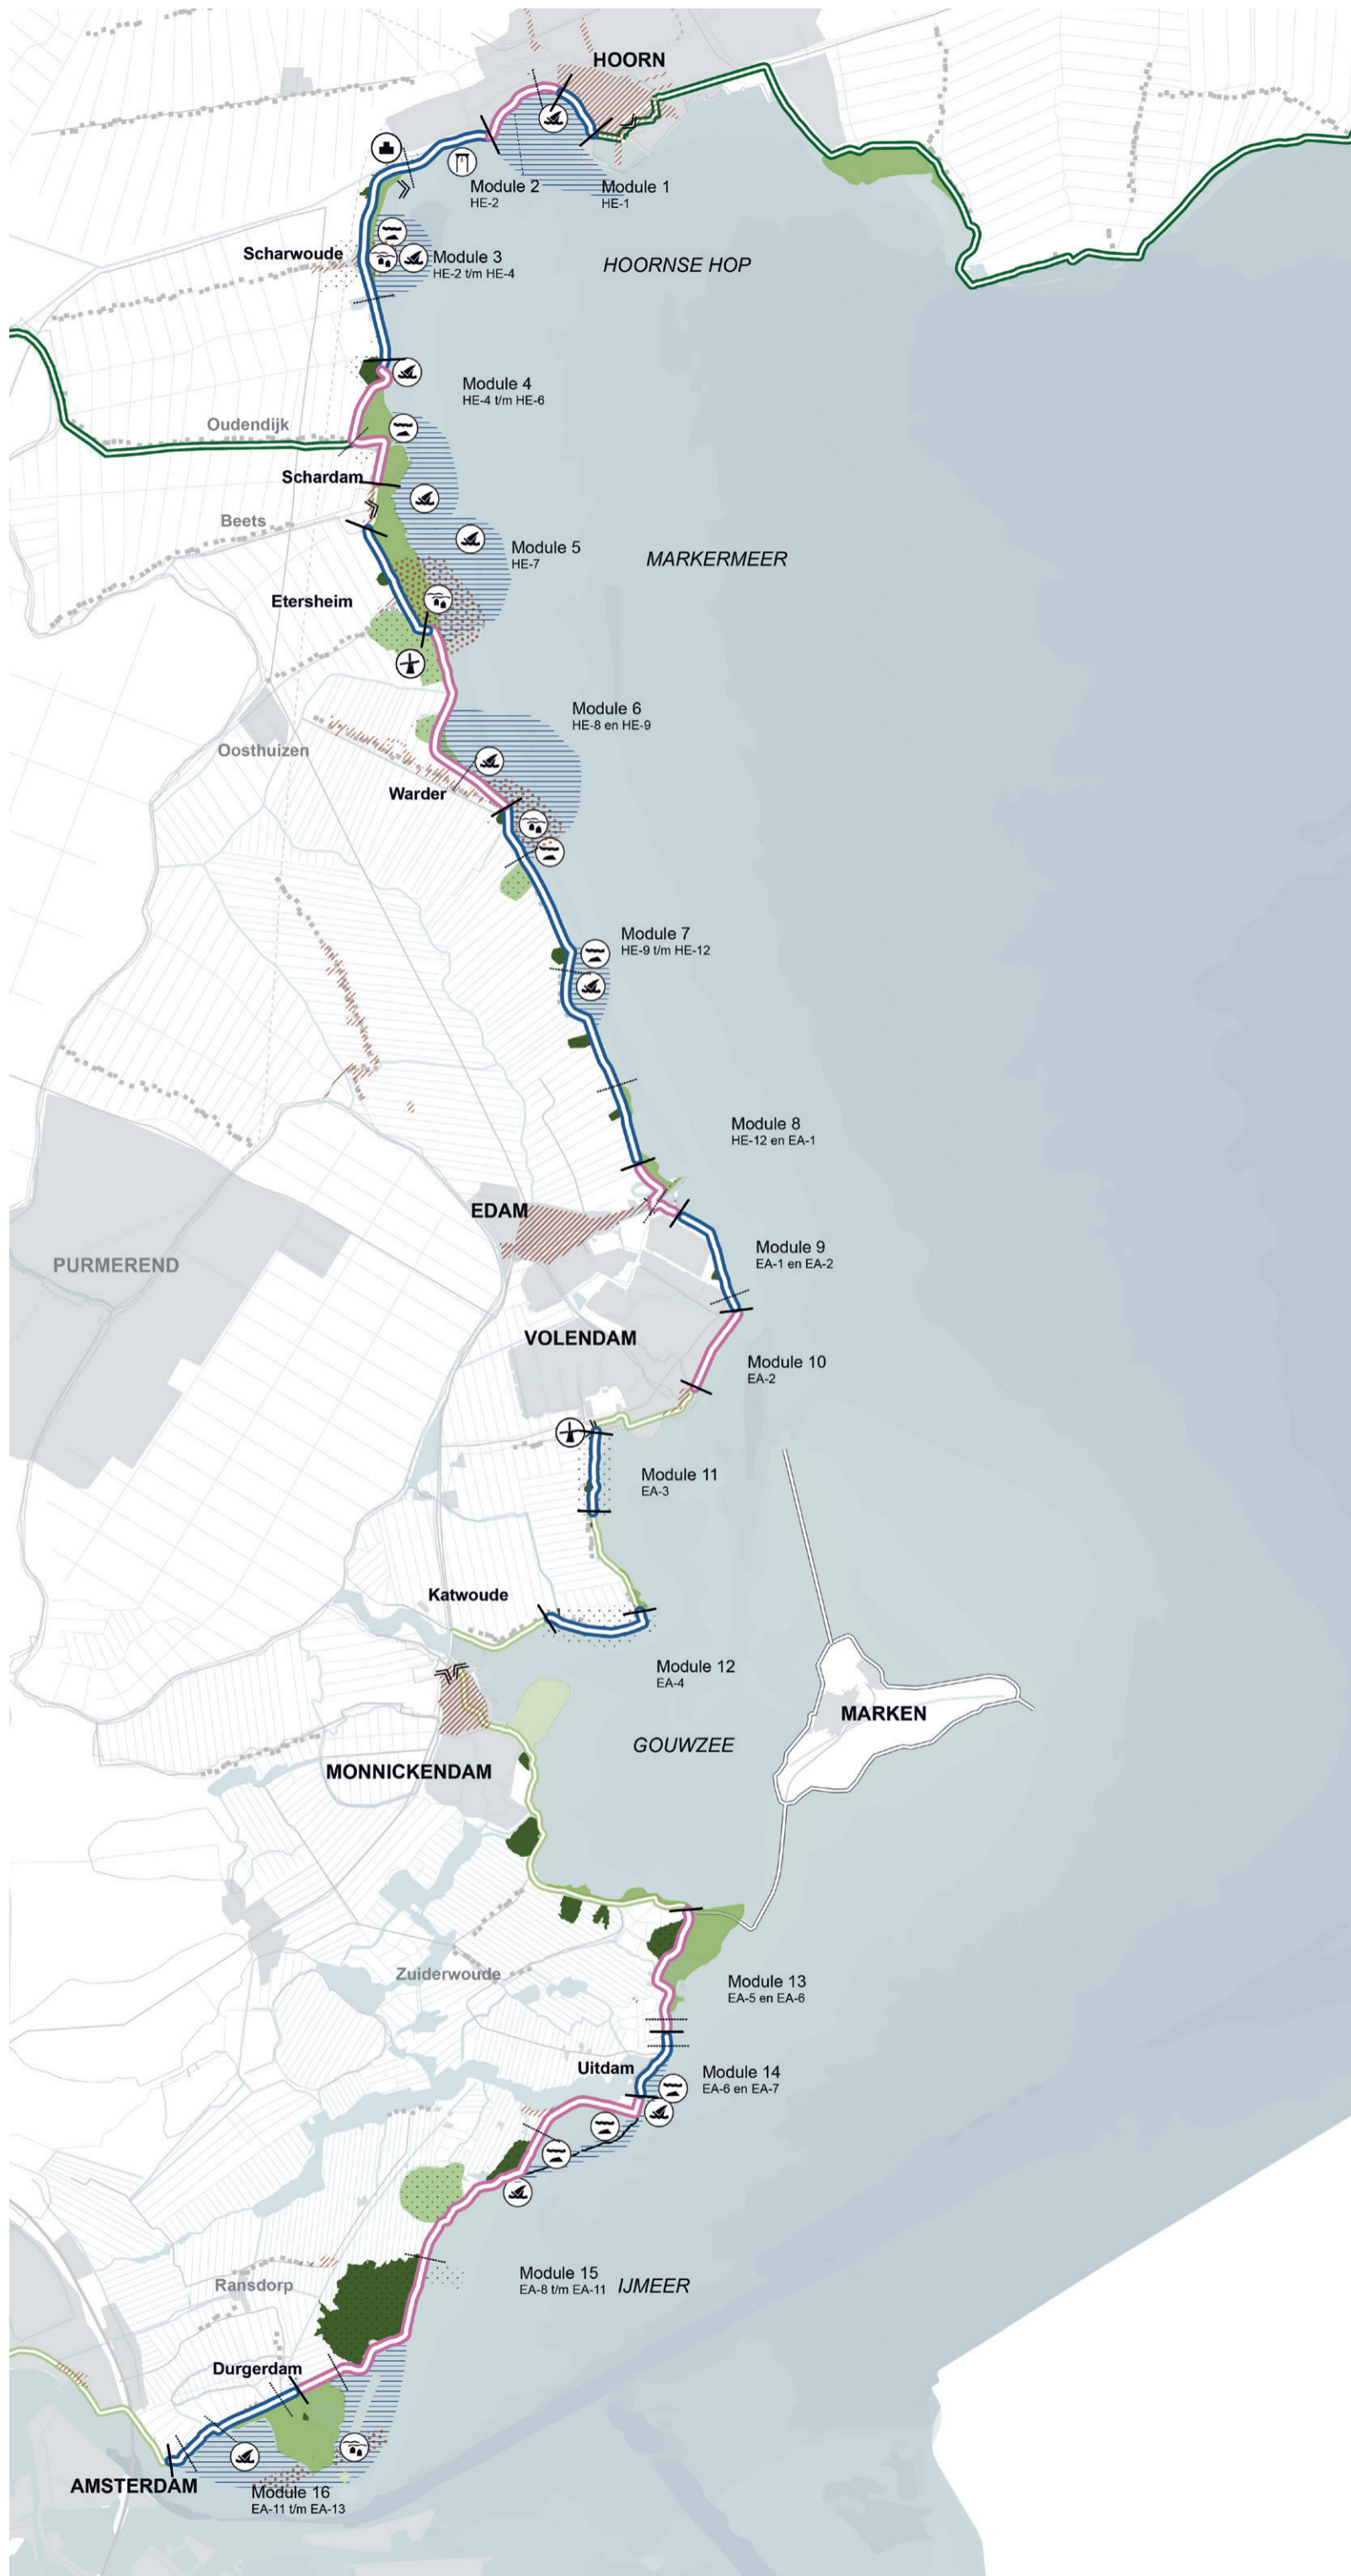 HOORN
Module 2
HE-2
Module 1
HE-1
Scharwoude
Module 3
HE-2 t/m HE-4
HOORNSE HOP
Module 4
HE-4 t/m HE-6
Oudendijk
Schardam
Beets
Module 5
HE-7
MARKERMEER
Etersheim
Module 6
HE-8 en HE-9
Oosthuizen
Warder
Module 7
HE-9 t/m HE-12
Module 8
HE-12 en EA-1
EDAM
Module 9
EA-1 en EA-2
PURMEREND
VOLENDAM
Module 10
EA-2
Module 11
EA-3
Katwoude
Module 12
EA-4
MARKEN
GOUWZEE
MONNICKENDAM
Zuiderwoude
Module 13
EA-5 en EA-6
Uitdam
Module 14
EA-6 en EA-7
Module 15
EA-8 t/m EA-11
IJMEER
Ransdorp
Durgerdam
AMSTERDAM
Module 16
EA-11 t/m EA-13